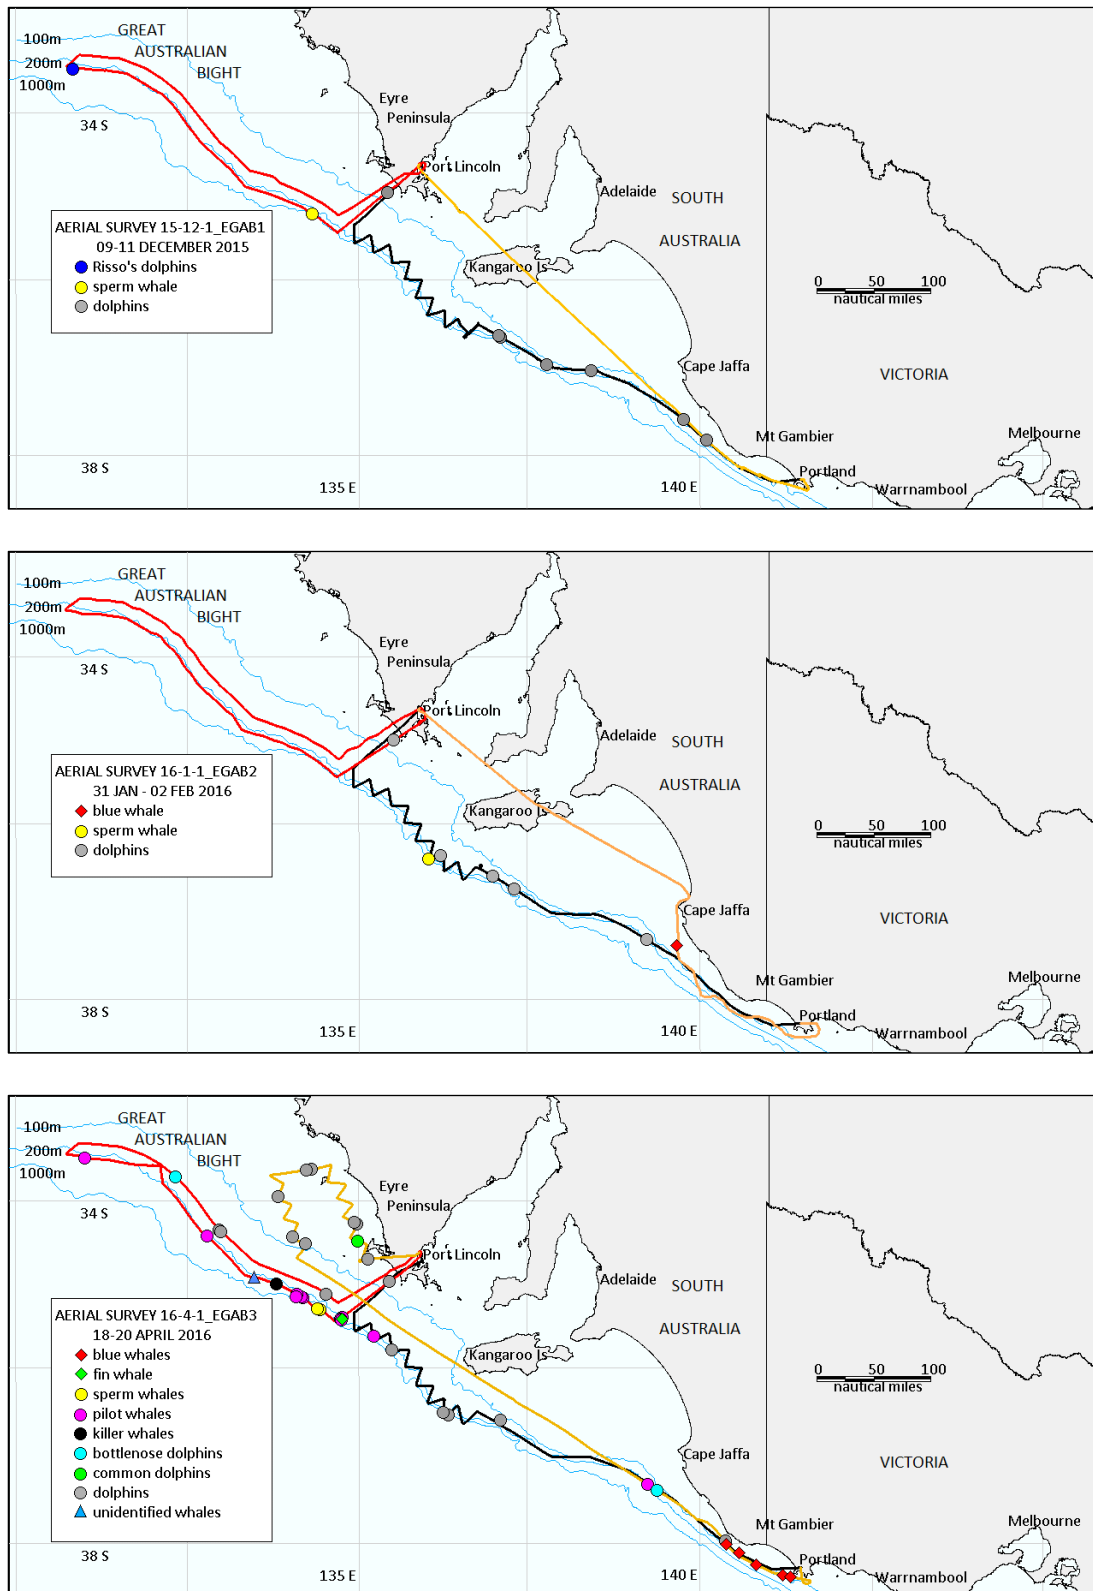 GREAT
100m
AUSTRALIAN
200m
BIGHT
1000m
Eyre
Peninsula
34 S
Port Lincoln
Adelaide
SOUTH
AUSTRALIA
AERIAL SURVEY 15-12-1_EGAB1
09-11 DECEMBER 2015
Risso's dolphins
sperm whale
dolphins
Kangaroo Is
0 50 100
nautical miles
Cape Jaffa
VICTORIA
Mt Gambier
Melbourne
38 S
Portland
135 E
140 E
Warrnambool
GREAT
100m
AUSTRALIAN
200m
BIGHT
1000m
Eyre
Peninsula
34 S
Port Lincoln
Adelaide
SOUTH
AUSTRALIA
AERIAL SURVEY 16-1-1_EGAB2
31 JAN - 02 FEB 2016
blue whale
sperm whale
dolphins
Kangaroo Is
0 50 100
nautical miles
Cape Jaffa
VICTORIA
Mt Gambier
Melbourne
38 S
Portland
135 E
140 E
Warrnambool
GREAT
100m
AUSTRALIAN
200m
BIGHT
1000m
Eyre
Peninsula
34 S
Port Lincoln
Adelaide
SOUTH
AUSTRALIA
AERIAL SURVEY 16-4-1_EGAB3
18-20 APRIL 2016
blue whales
fin whale
sperm whales
pilot whales
killer whales
bottlenose dolphins
common dolphins
dolphins
unidentified whales
Kangaroo Is
0 50 100
nautical miles
Cape Jaffa
VICTORIA
Mt Gambier
Melbourne
38 S
Portland
135 E
140 E
Warrnambool